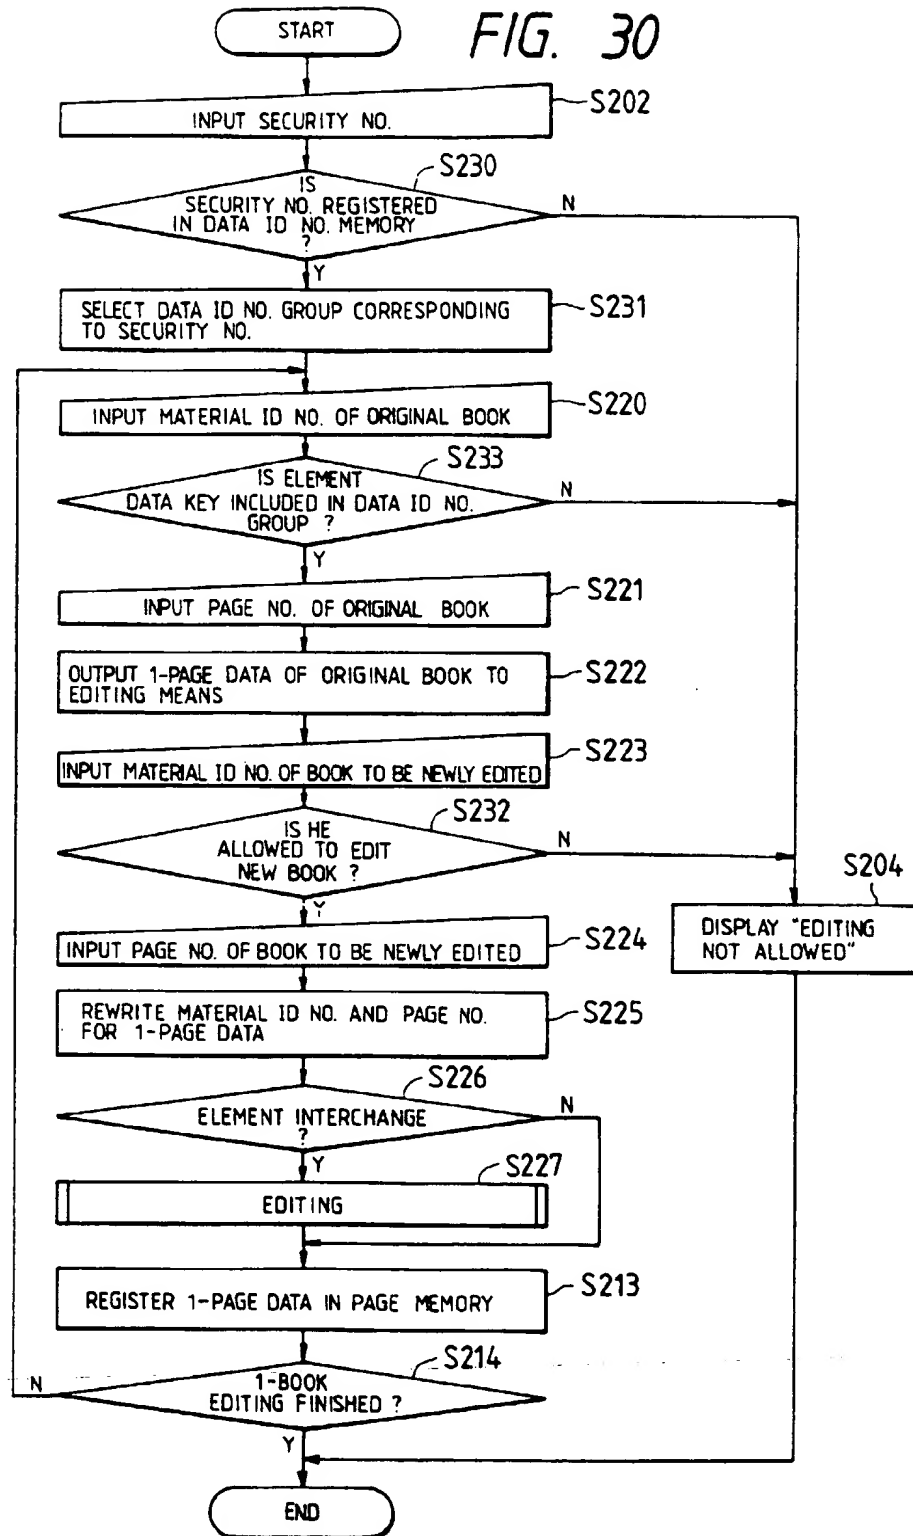 START
FIG. 30
INPUT SECURITY NO.
S202
S230
IS
SECURITY NO. REGISTERED
IN DATA ID NO. MEMORY
?
N
Y
SELECT DATA ID NO. GROUP CORRESPONDING
TO SECURITY NO.
S231
INPUT MATERIAL ID NO. OF ORIGINAL BOOK
S220
S233
IS ELEMENT
DATA KEY INCLUDED IN DATA ID NO.
GROUP ?
N
Y
INPUT PAGE NO. OF ORIGINAL BOOK
S221
OUTPUT 1-PAGE DATA OF ORIGINAL BOOK TO
EDITING MEANS
S222
INPUT MATERIAL ID NO. OF BOOK TO BE NEWLY EDITED
S223
S232
IS HE
ALLOWED TO EDIT
NEW BOOK ?
N
Y
S204
DISPLAY "EDITING
NOT ALLOWED"
INPUT PAGE NO. OF BOOK TO BE NEWLY EDITED
S224
REWRITE MATERIAL ID NO. AND PAGE NO.
FOR 1-PAGE DATA
S225
S226
ELEMENT INTERCHANGE
?
N
Y
S227
EDITING
REGISTER 1-PAGE DATA IN PAGE MEMORY
S213
S214
1-BOOK
EDITING FINISHED ?
N
Y
END